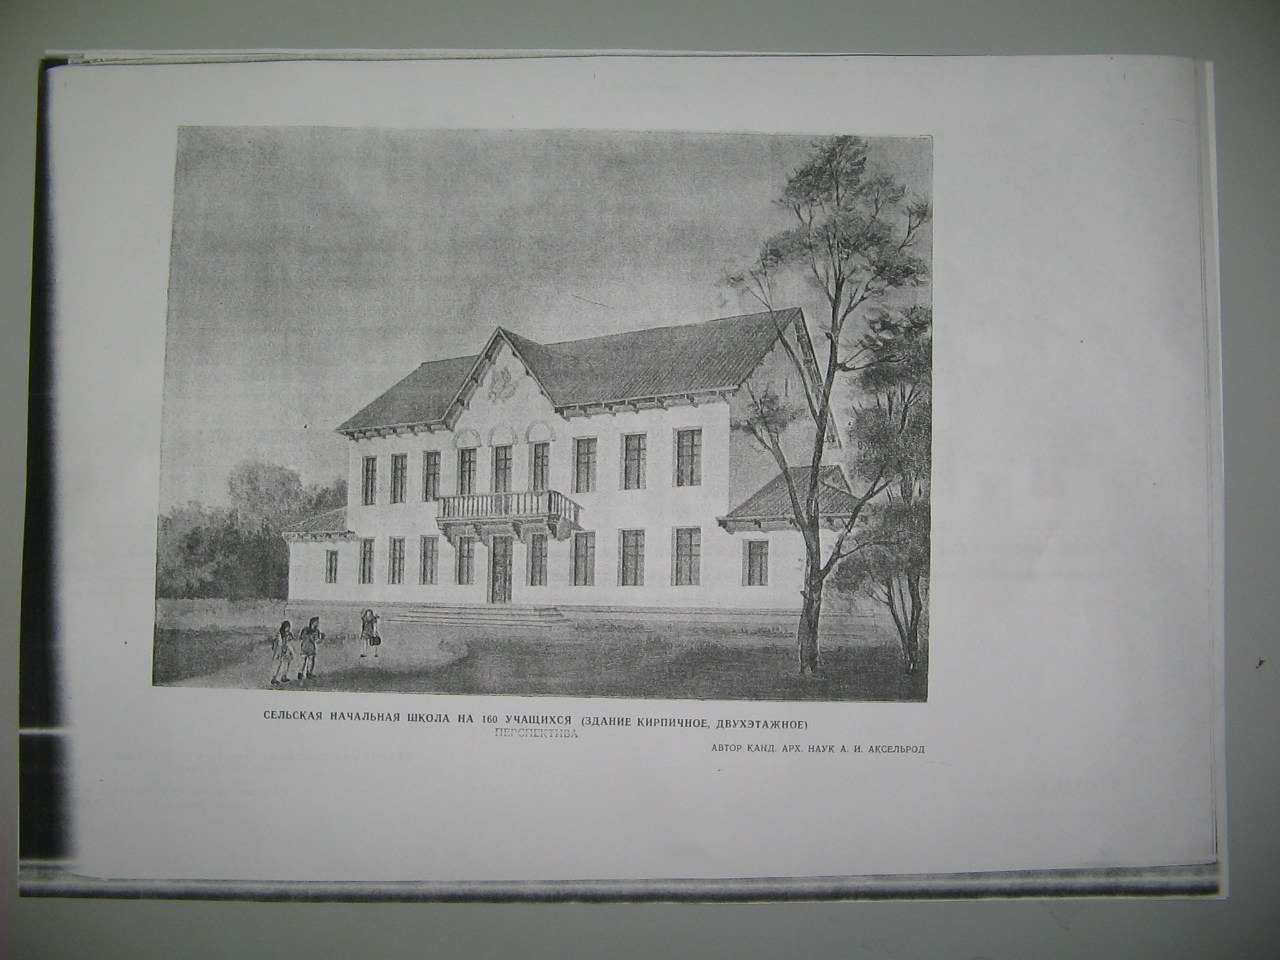 СЕЛЬСКАЯ НАЧАЛЬНАЯ ШКОЛА НА 160 УЧАЩИХСЯ (ЗДАНИЕ КИРПИЧНОЕ, ДВУХЭТАЖНОЕ)
ПЕРСПЕКТИВА
АВТОР КАНД. АРХ. НАУК А. И. АКСЕЛЬРОД